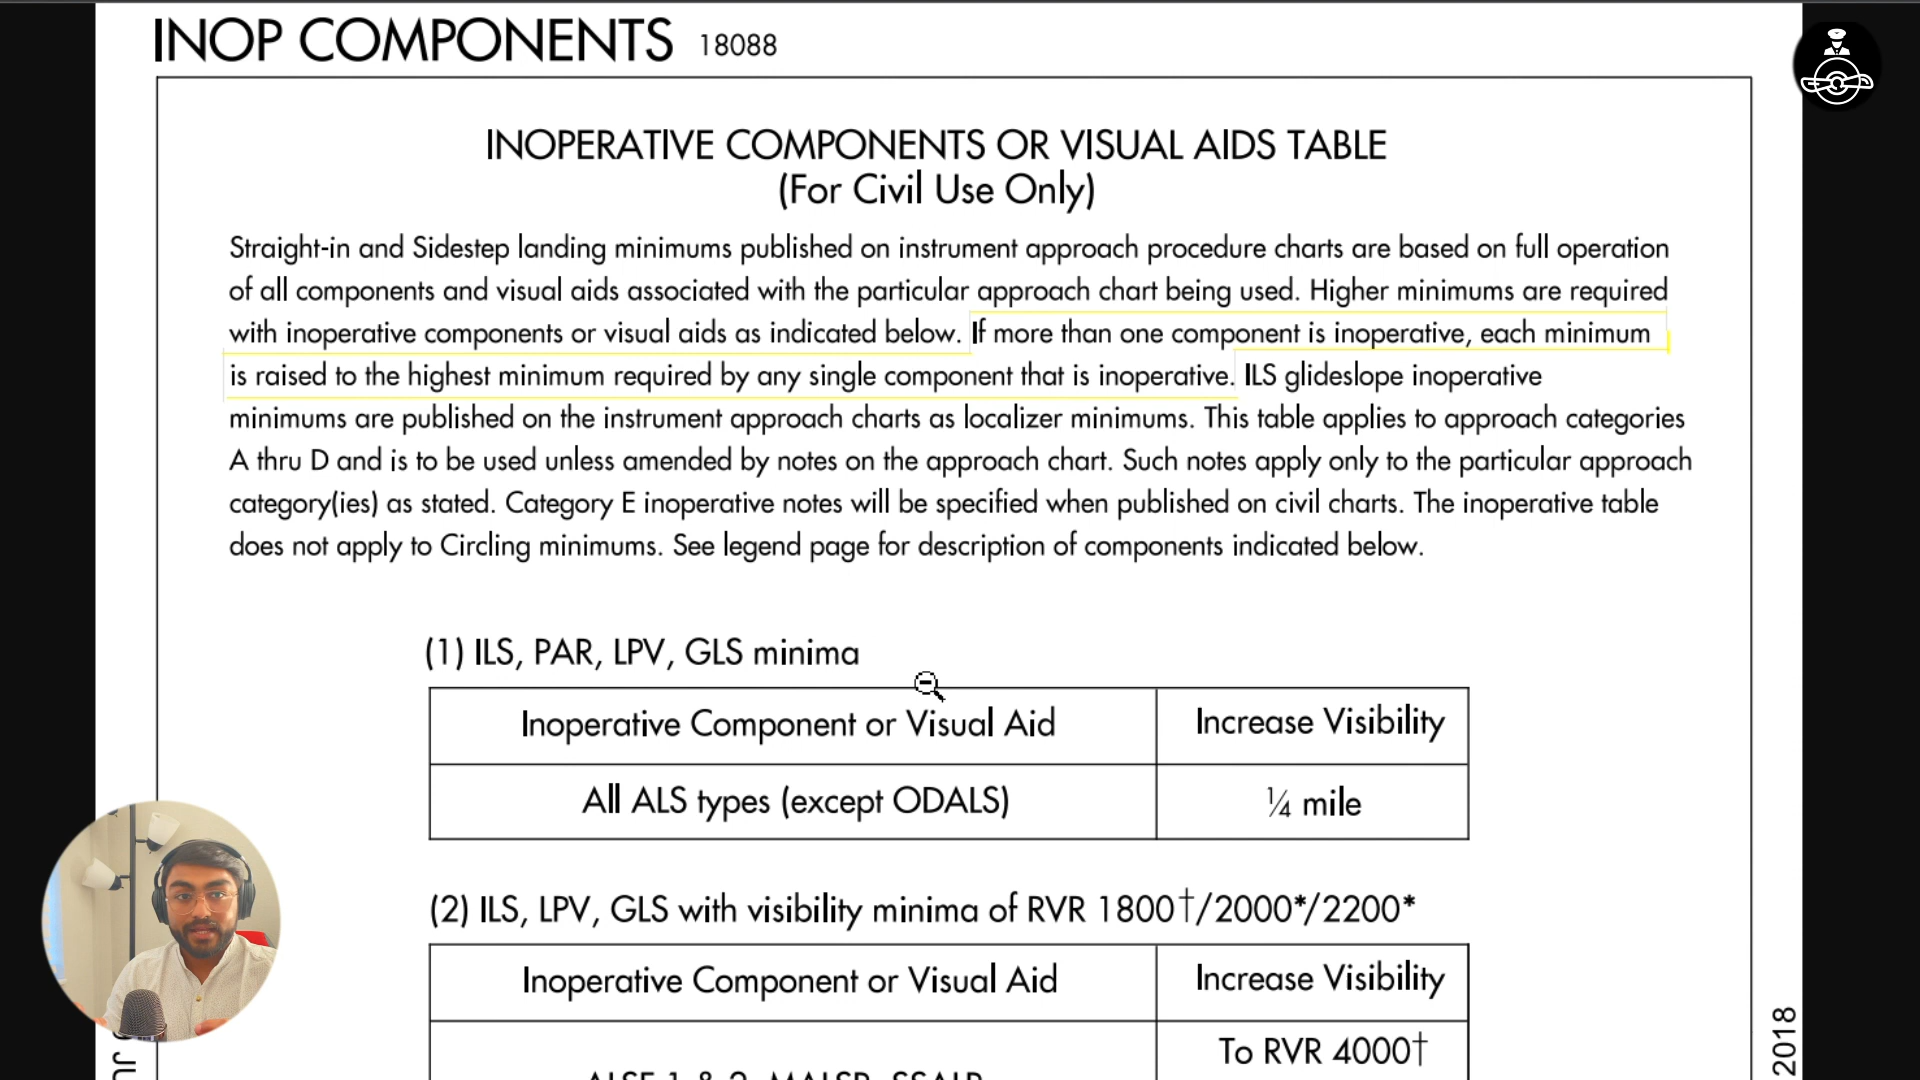 INOP COMPONENTS 18088
INOPERATIVE COMPONENTS OR VISUAL AIDS TABLE
(For Civil Use Only)
Straight-in and Sidestep landing minimums published on instrument approach procedure charts are based on full operation
of all components and visual aids associated with the particular approach chart being used. Higher minimums are required
with inoperative components or visual aids as indicated below. If more than one component is inoperative, each minimum
is raised to the highest minimum required by any single component that is inoperative. ILS glideslope inoperative
minimums are published on the instrument approach charts as localizer minimums. This table applies to approach categories
A thru D and is to be used unless amended by notes on the approach chart. Such notes apply only to the particular approach
category(ies) as stated. Category E inoperative notes will be specified when published on civil charts. The inoperative table
does not apply to Circling minimums. See legend page for description of components indicated below.
(1) ILS, PAR, LPV, GLS minima
Inoperative Component or Visual Aid
Increase Visibility
All ALS types (except ODALS)
¼ mile
(2) ILS, LPV, GLS with visibility minima of RVR 1800†/2000*/2200*
Inoperative Component or Visual Aid
Increase Visibility
To RVR 4000†
2018